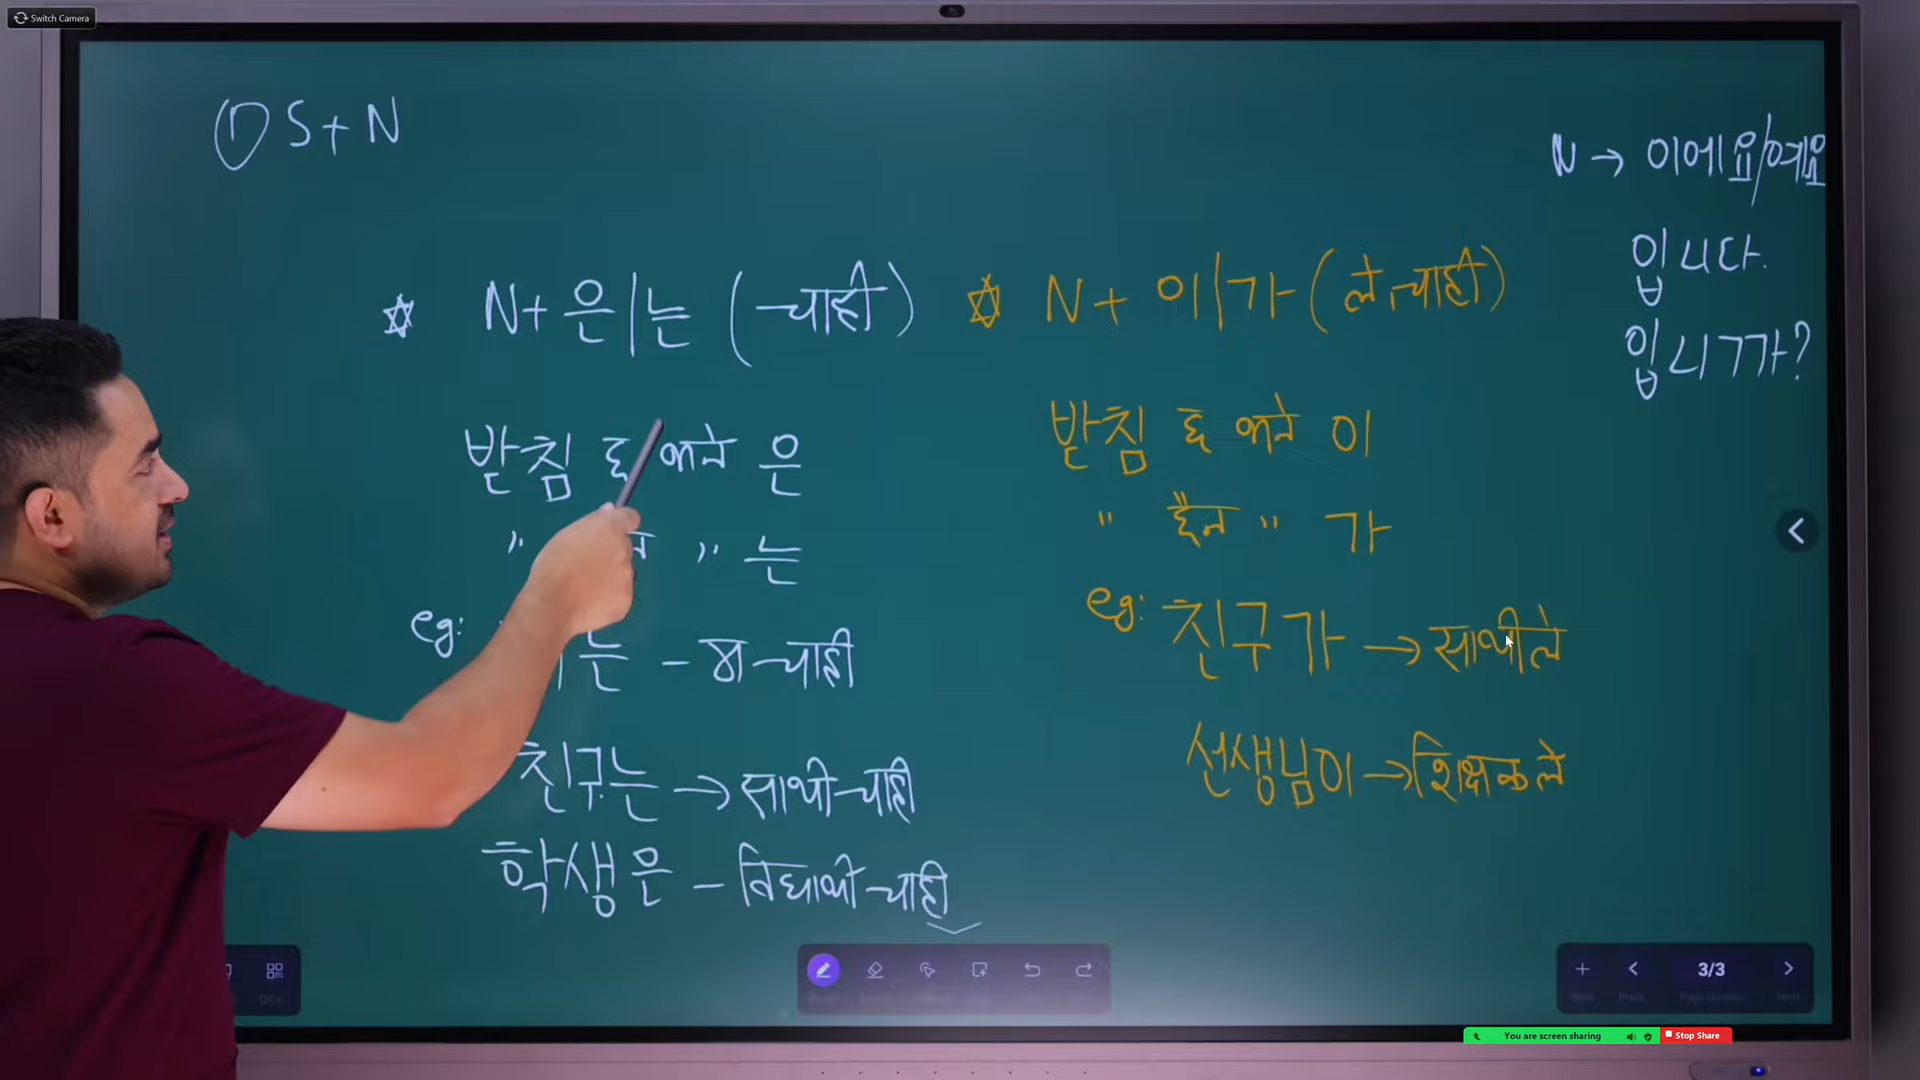 Switch Camera
① S + N
N → 이에요/예요
입니다.
입니까?
☆ N + 은/는 (चाही)
받침 छ भने 은
" " 는
eg: 는 - म चाही
친구는 → साथी चाही
학생은 - विद्यार्थी चाही
☆ N + 이/가 (ले, चाही)
받침 छ भने 이
" छैन " 가
eg: 친구가 → साथीले
선생님이 → शिक्षकले
3/3
You are screen sharing
Stop Share